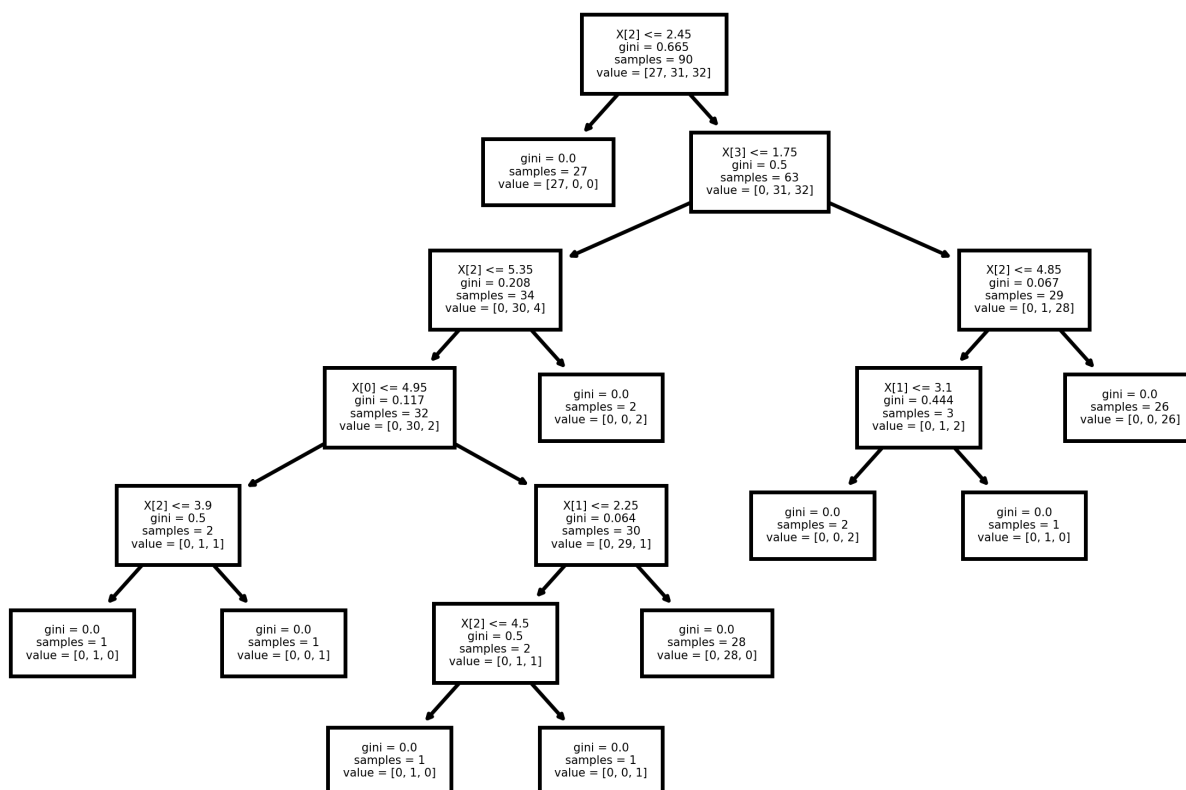 X[2] <= 2.45
gini = 0.665
samples = 90
value = [27, 31, 32]
gini = 0.0
samples = 27
value = [27, 0, 0]
X[3] <= 1.75
gini = 0.5
samples = 63
value = [0, 31, 32]
X[2] <= 5.35
gini = 0.208
samples = 34
value = [0, 30, 4]
X[2] <= 4.85
gini = 0.067
samples = 29
value = [0, 1, 28]
X[0] <= 4.95
gini = 0.117
samples = 32
value = [0, 30, 2]
gini = 0.0
samples = 2
value = [0, 0, 2]
X[1] <= 3.1
gini = 0.444
samples = 3
value = [0, 1, 2]
gini = 0.0
samples = 26
value = [0, 0, 26]
X[2] <= 3.9
gini = 0.5
samples = 2
value = [0, 1, 1]
X[1] <= 2.25
gini = 0.064
samples = 30
value = [0, 29, 1]
gini = 0.0
samples = 2
value = [0, 0, 2]
gini = 0.0
samples = 1
value = [0, 1, 0]
gini = 0.0
samples = 1
value = [0, 1, 0]
gini = 0.0
samples = 1
value = [0, 0, 1]
X[2] <= 4.5
gini = 0.5
samples = 2
value = [0, 1, 1]
gini = 0.0
samples = 28
value = [0, 28, 0]
gini = 0.0
samples = 1
value = [0, 1, 0]
gini = 0.0
samples = 1
value = [0, 0, 1]